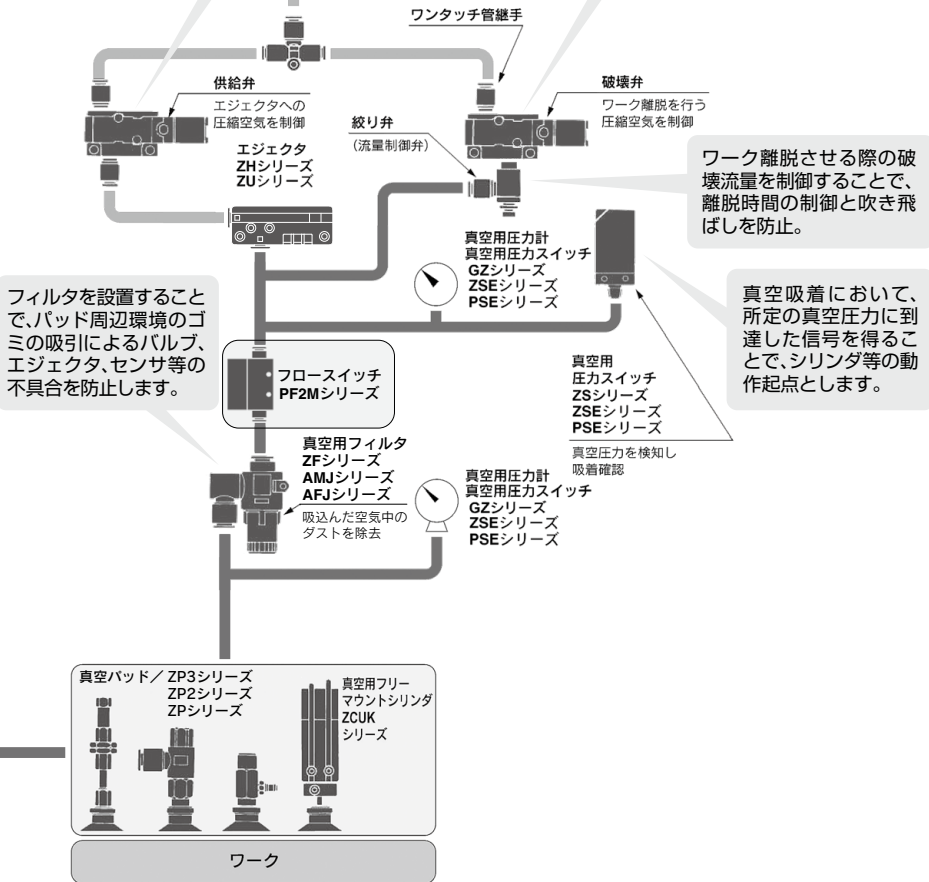 ワンタッチ管継手
供給弁
エジェクタへの
圧縮空気を制御
エジェクタ
ZHシリーズ
ZUシリーズ
絞り弁
(流量制御弁)
破壊弁
ワーク離脱を行う
圧縮空気を制御
ワーク離脱させる際の破
壊流量を制御することで、
離脱時間の制御と吹き飛
ばしを防止。
真空用圧力計
真空用圧力スイッチ
GZシリーズ
ZSEシリーズ
PSEシリーズ
真空吸着において、
所定の真空圧力に到
達した信号を得るこ
とで、シリンダ等の動
作起点とします。
フィルタを設置すること
で、パッド周辺環境のゴ
ミの吸引によるバルブ、
エジェクタ、センサ等の
不具合を防止します。
フロースイッチ
PF2Mシリーズ
真空用
圧力スイッチ
ZSシリーズ
ZSEシリーズ
PSEシリーズ
真空圧力を検知し
吸着確認
真空用フィルタ
ZFシリーズ
AMJシリーズ
AFJシリーズ
吸込んだ空気中の
ダストを除去
真空用圧力計
真空用圧力スイッチ
GZシリーズ
ZSEシリーズ
PSEシリーズ
真空パッド／ZP3シリーズ
ZP2シリーズ
ZPシリーズ
真空用フリー
マウントシリンダ
ZCUK
シリーズ
ワーク